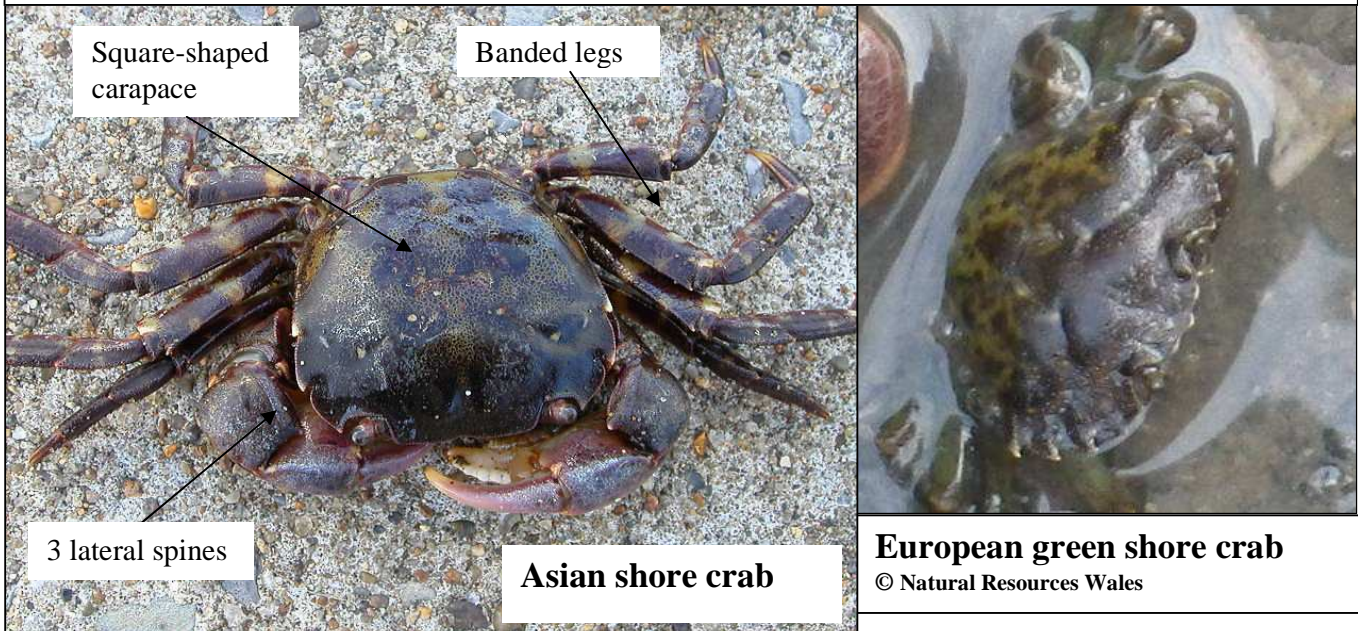 Square-shaped
carapace
Banded legs
3 lateral spines
Asian shore crab
European green shore crab
© Natural Resources Wales